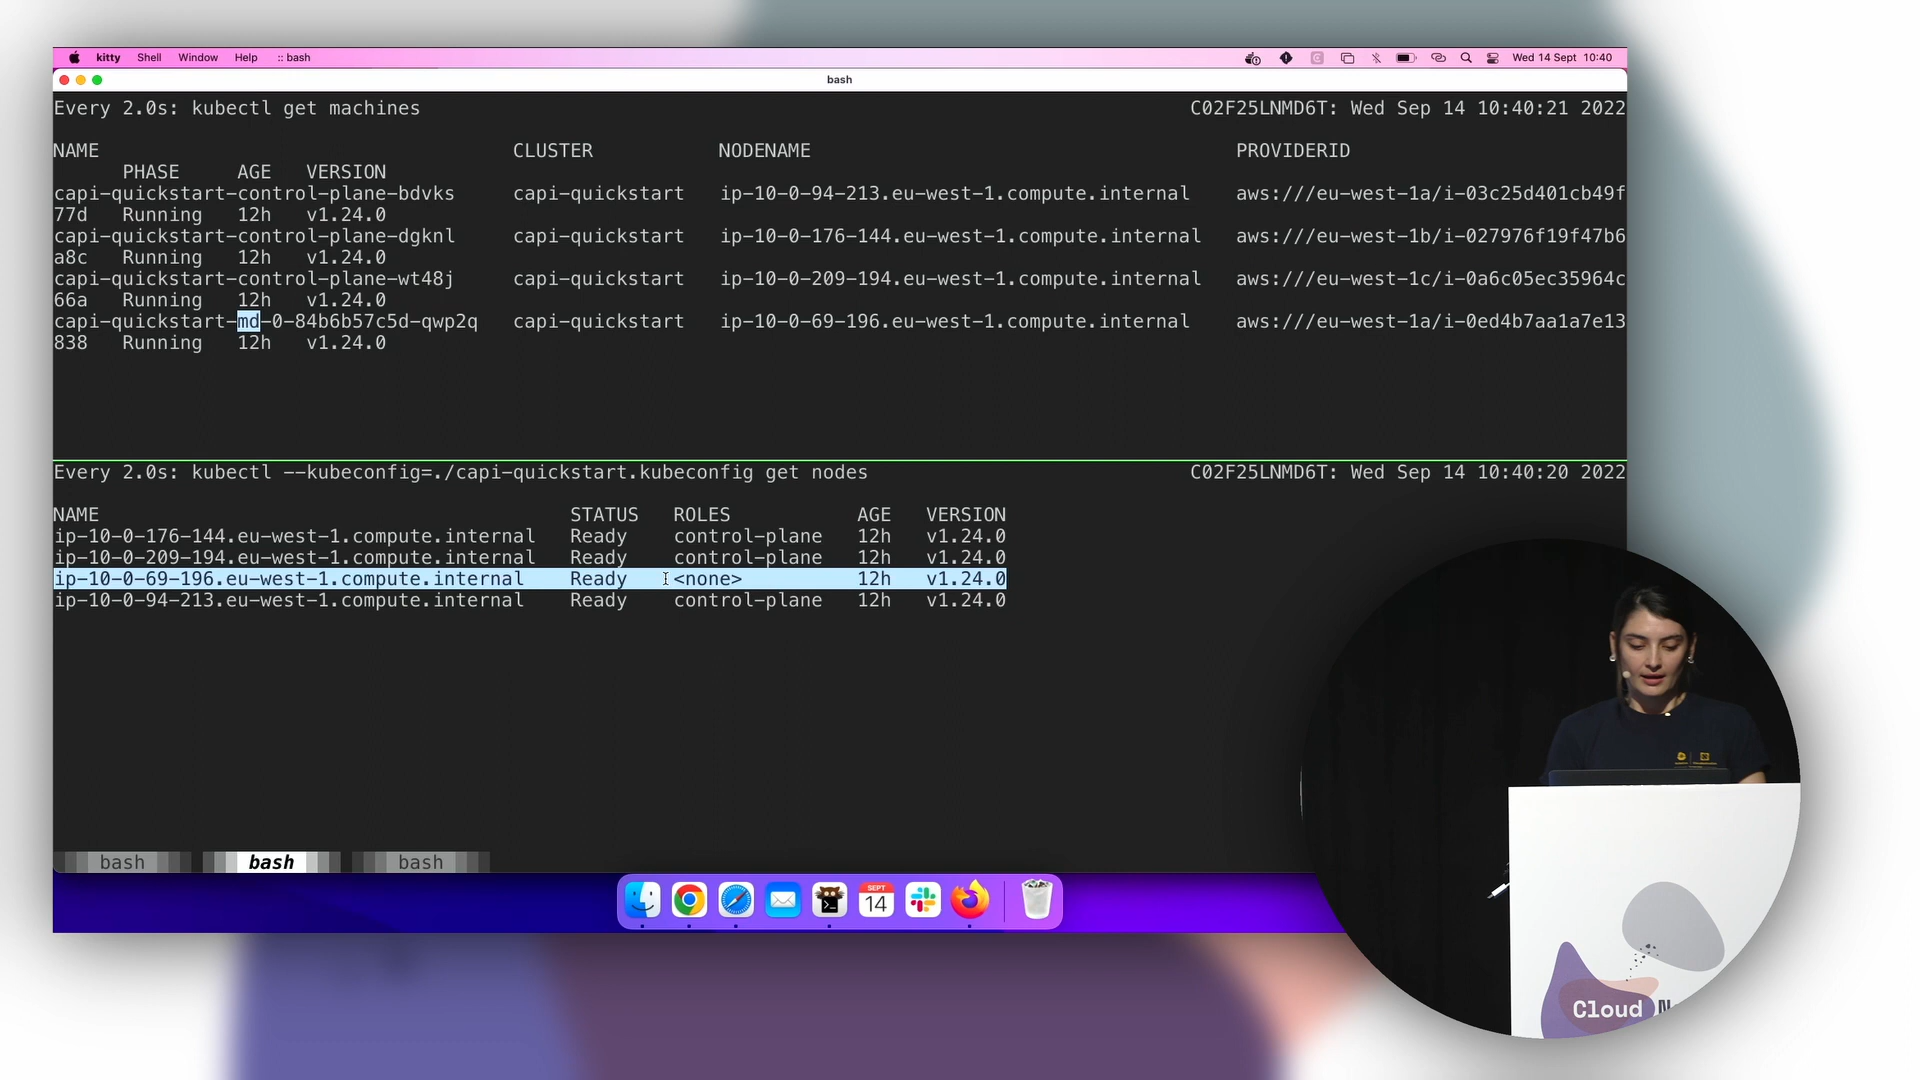 kitty Shell Window Help :: bash Wed 14 Sept 10:40
bash
Every 2.0s: kubectl get machines C02F25LNMD6T: Wed Sep 14 10:40:21 2022
NAME CLUSTER NODENAME PROVIDERID
PHASE AGE VERSION
capi-quickstart-control-plane-bdvks capi-quickstart ip-10-0-94-213.eu-west-1.compute.internal aws:///eu-west-1a/i-03c25d401cb49f
77d Running 12h v1.24.0
capi-quickstart-control-plane-dgknl capi-quickstart ip-10-0-176-144.eu-west-1.compute.internal aws:///eu-west-1b/i-027976f19f47b6
a8c Running 12h v1.24.0
capi-quickstart-control-plane-wt48j capi-quickstart ip-10-0-209-194.eu-west-1.compute.internal aws:///eu-west-1c/i-0a6c05ec35964c
66a Running 12h v1.24.0
capi-quickstart-md-0-84b6b57c5d-qwp2q capi-quickstart ip-10-0-69-196.eu-west-1.compute.internal aws:///eu-west-1a/i-0ed4b7aa1a7e13
838 Running 12h v1.24.0
Every 2.0s: kubectl --kubeconfig=./capi-quickstart.kubeconfig get nodes C02F25LNMD6T: Wed Sep 14 10:40:20 2022
NAME STATUS ROLES AGE VERSION
ip-10-0-176-144.eu-west-1.compute.internal Ready control-plane 12h v1.24.0
ip-10-0-209-194.eu-west-1.compute.internal Ready control-plane 12h v1.24.0
ip-10-0-69-196.eu-west-1.compute.internal Ready <none> 12h v1.24.0
ip-10-0-94-213.eu-west-1.compute.internal Ready control-plane 12h v1.24.0
bash bash bash
SEPT
14
Cloud